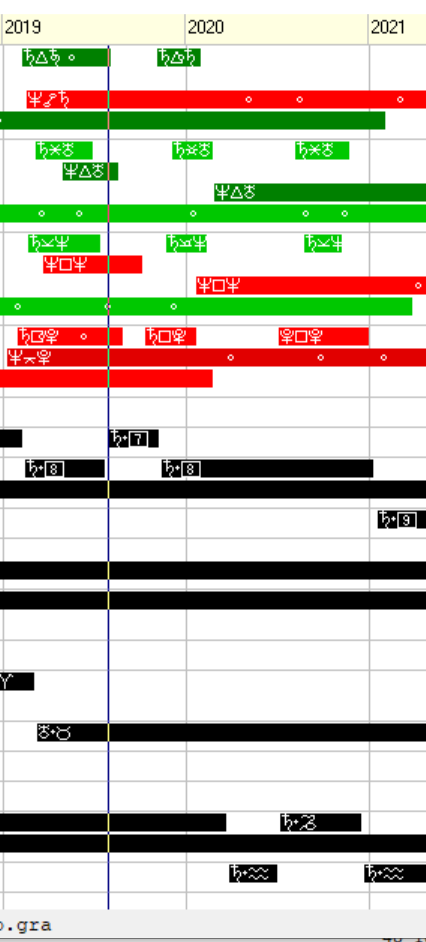 2019 2020 2021
♄△ ♄△♄
♆☍♄
♄⚹⛢ ♄⚹⛢ ♄⚹⛢
♆△⛢
♆△⛢
♄⚺♆ ♄⚺♆ ♄⚺♆
♆□♆
♆□♆
♄□ ♄□ □
♆⚻
♄•7
♄•8 ♄•8
♄•9
♈
⛢•♉
♄•♑
♄•♒ ♄•♒
.gra